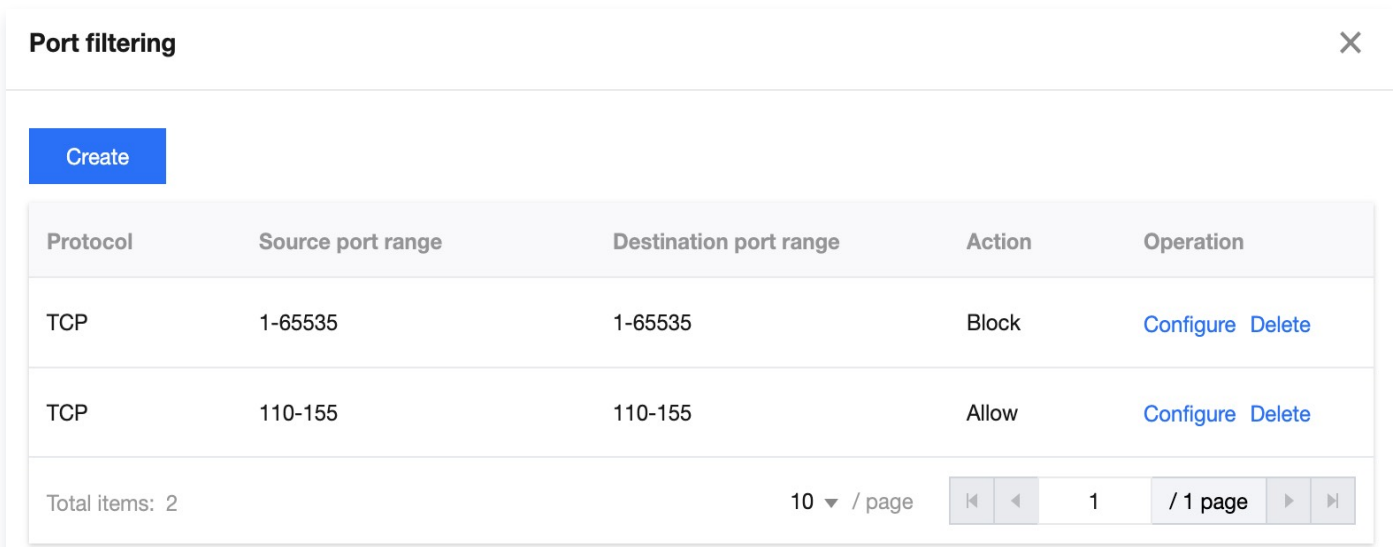 Port filtering
Create
Protocol Source port range Destination port range Action Operation
TCP 1-65535 1-65535 Block Configure Delete
TCP 110-155 110-155 Allow Configure Delete
Total items: 2 10 / page 1 / 1 page